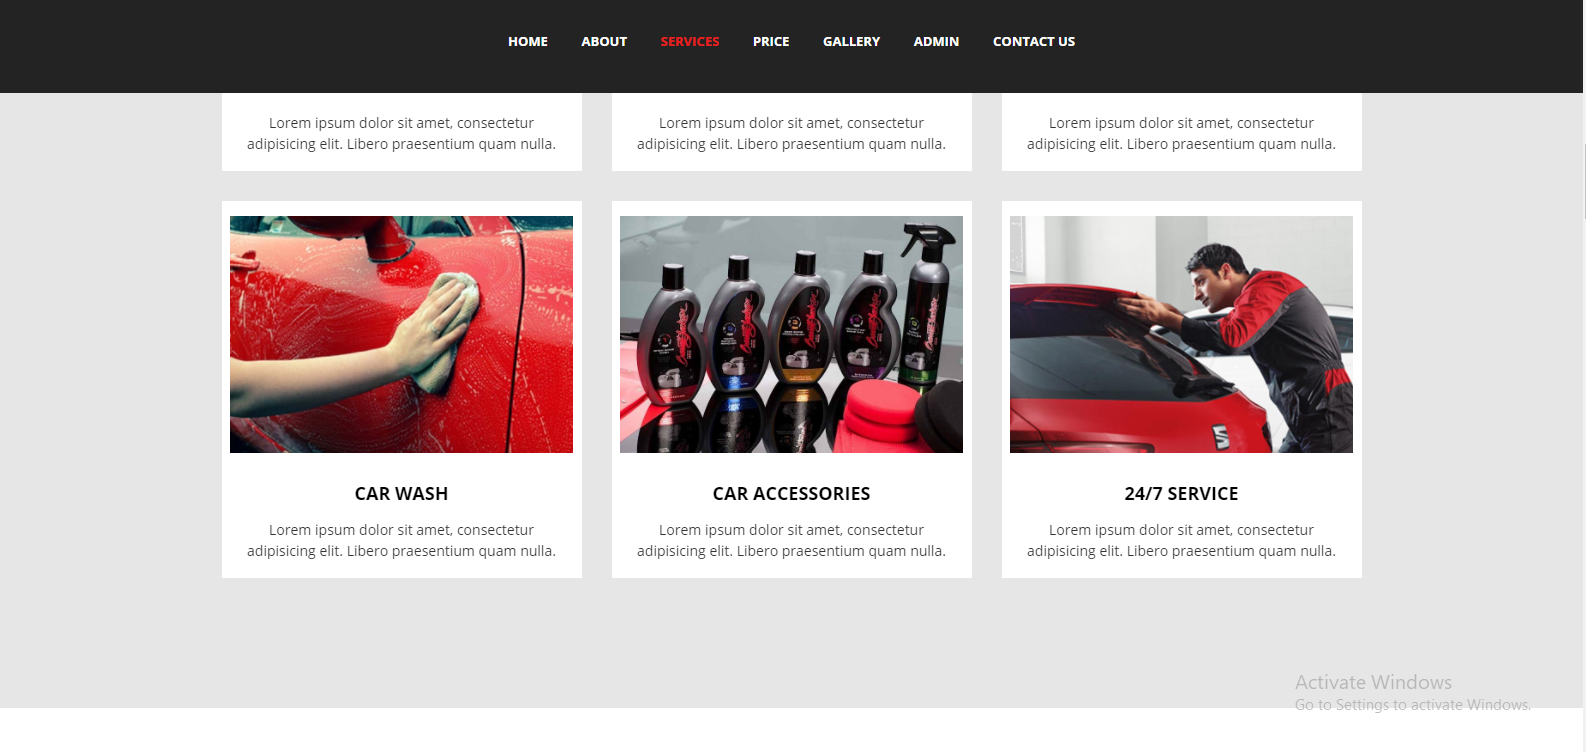 HOME ABOUT SERVICES PRICE GALLERY ADMIN CONTACT US
Lorem ipsum dolor sit amet, consectetur
adipisicing elit. Libero praesentium quam nulla.
Lorem ipsum dolor sit amet, consectetur
adipisicing elit. Libero praesentium quam nulla.
Lorem ipsum dolor sit amet, consectetur
adipisicing elit. Libero praesentium quam nulla.
CAR WASH
Lorem ipsum dolor sit amet, consectetur
adipisicing elit. Libero praesentium quam nulla.
CAR ACCESSORIES
Lorem ipsum dolor sit amet, consectetur
adipisicing elit. Libero praesentium quam nulla.
24/7 SERVICE
Lorem ipsum dolor sit amet, consectetur
adipisicing elit. Libero praesentium quam nulla.
Activate Windows
Go to Settings to activate Windows.